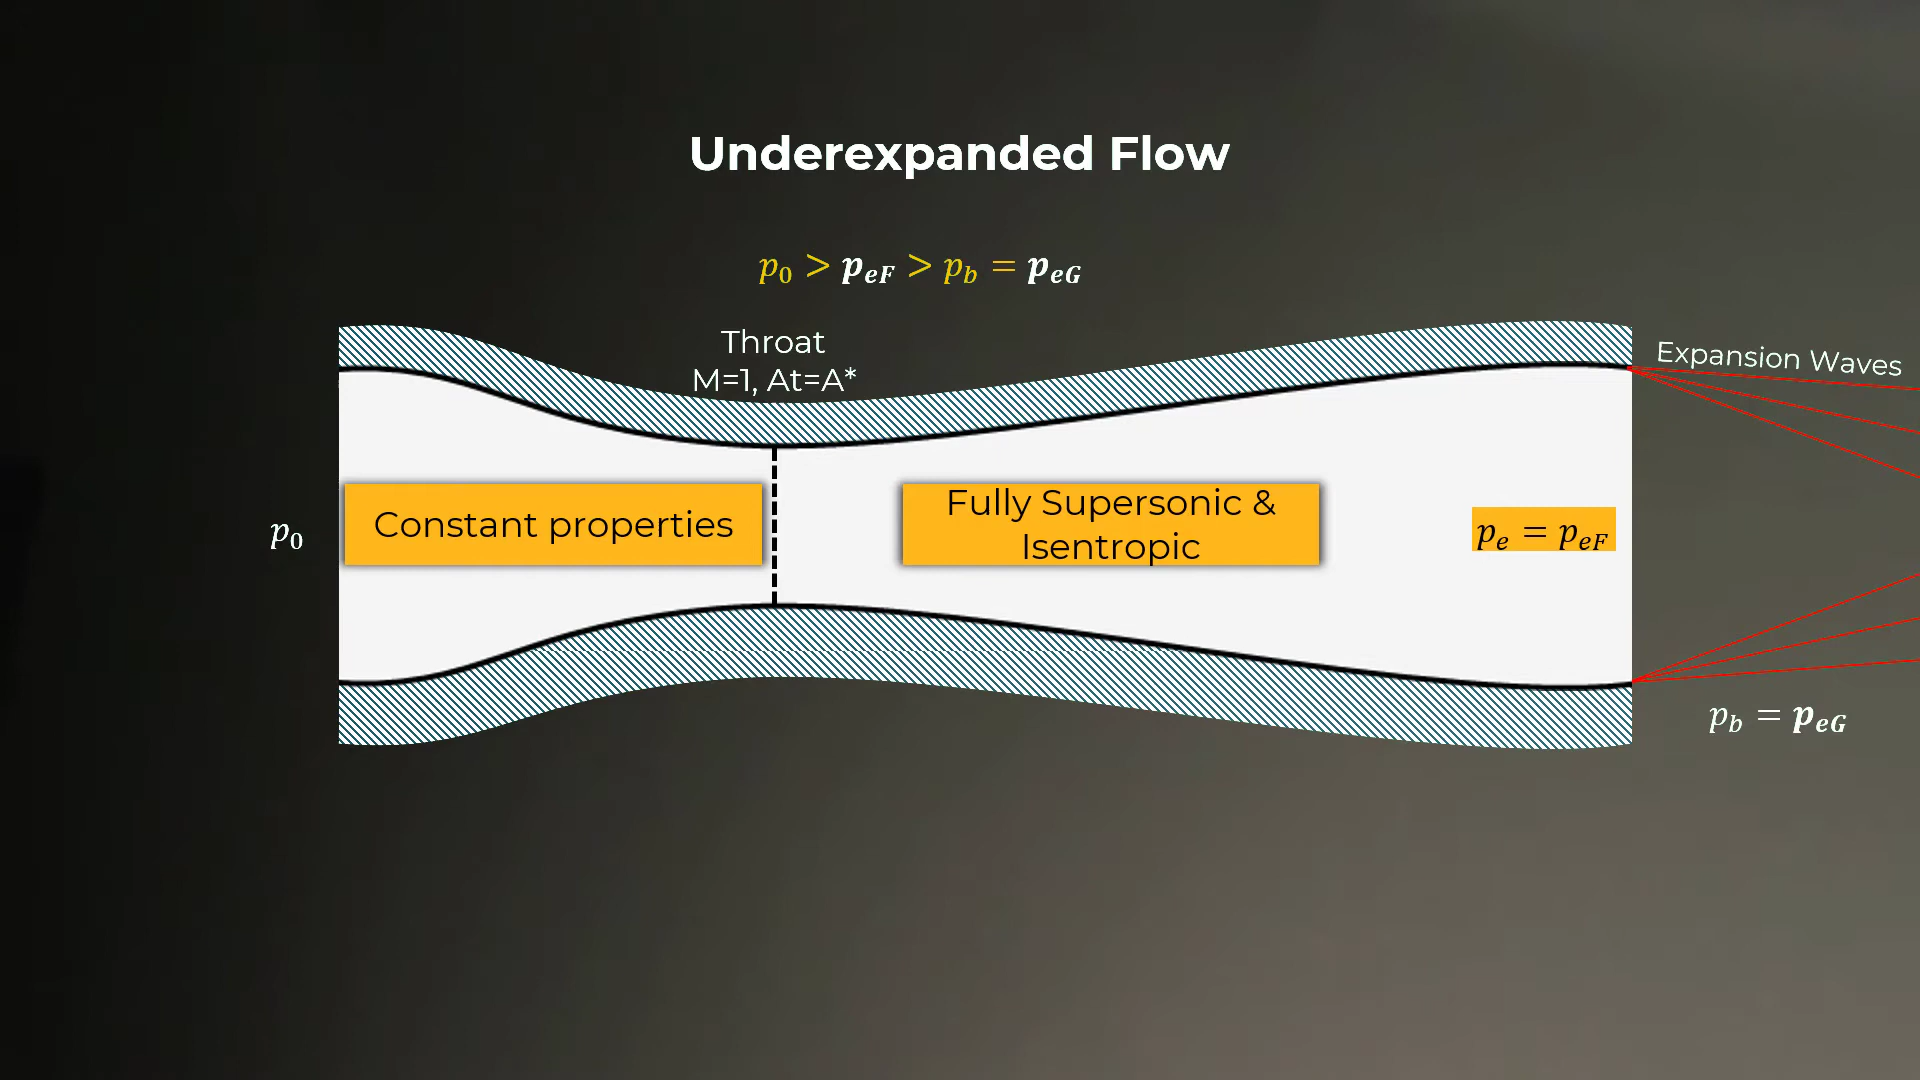 Underexpanded Flow
p₀ > p_eF > p_b = p_eG
Throat
M=1, At=A*
Expansion Waves
p₀
Constant properties
Fully Supersonic &
Isentropic
p_e = p_eF
p_b = p_eG